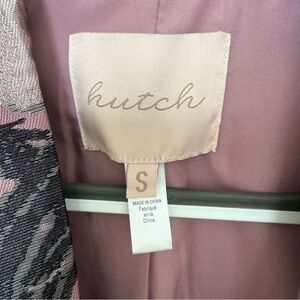 hutch
S
MADE IN CHINA
Fabriqué
en la
Chine